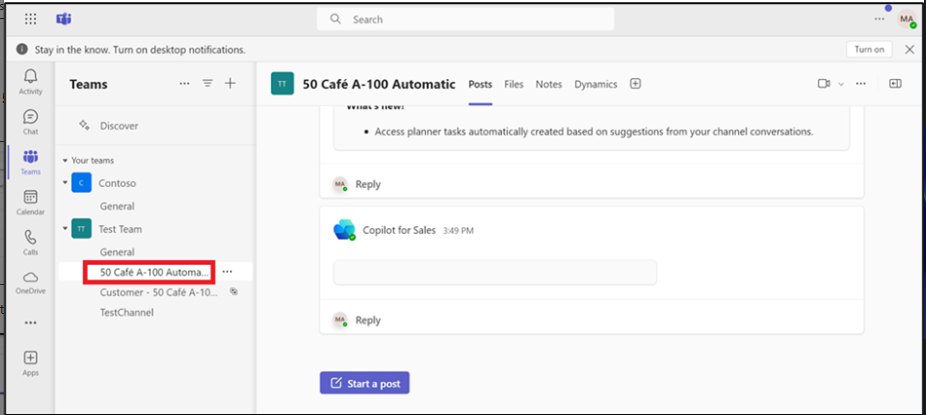 Search
MA
Stay in the know. Turn on desktop notifications.
Turn on
Activity
Chat
Teams
Calendar
Calls
OneDrive
Apps
Teams
Discover
Your teams
C Contoso
General
TT Test Team
General
50 Café A-100 Automa...
Customer - 50 Café A-10...
TestChannel
TT 50 Café A-100 Automatic Posts Files Notes Dynamics
What's new?
• Access planner tasks automatically created based on suggestions from your channel conversations.
MA Reply
Copilot for Sales 3:49 PM
MA Reply
Start a post